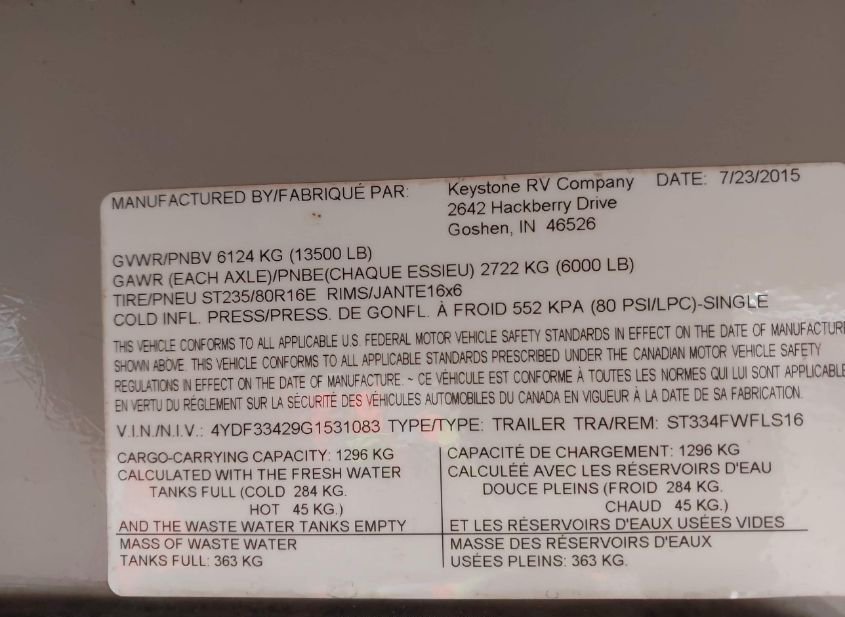 MANUFACTURED BY/FABRIQUÉ PAR: Keystone RV Company DATE: 7/23/2015
2642 Hackberry Drive
Goshen, IN 46526
GVWR/PNBV 6124 KG (13500 LB)
GAWR (EACH AXLE)/PNBE(CHAQUE ESSIEU) 2722 KG (6000 LB)
TIRE/PNEU ST235/80R16E RIMS/JANTE16x6
COLD INFL. PRESS/PRESS. DE GONFL. À FROID 552 KPA (80 PSI/LPC)-SINGLE
THIS VEHICLE CONFORMS TO ALL APPLICABLE U.S. FEDERAL MOTOR VEHICLE SAFETY STANDARDS IN EFFECT ON THE DATE OF MANUFACTURE
SHOWN ABOVE. THIS VEHICLE CONFORMS TO ALL APPLICABLE STANDARDS PRESCRIBED UNDER THE CANADIAN MOTOR VEHICLE SAFETY
REGULATIONS IN EFFECT ON THE DATE OF MANUFACTURE. ~ CE VÉHICULE EST CONFORME À TOUTES LES NORMES QUI LUI SONT APPLICABLE
EN VERTU DU RÉGLEMENT SUR LA SÉCURITÉ DES VÉHICULES AUTOMOBILES DU CANADA EN VIGUEUR À LA DATE DE SA FABRICATION.
V.I.N./N.I.V.: 4YDF33429G1531083 TYPE/TYPE: TRAILER TRA/REM: ST334FWFLS16
CARGO-CARRYING CAPACITY: 1296 KG
CALCULATED WITH THE FRESH WATER
TANKS FULL (COLD 284 KG.
HOT 45 KG.)
AND THE WASTE WATER TANKS EMPTY
MASS OF WASTE WATER
TANKS FULL: 363 KG
CAPACITÉ DE CHARGEMENT: 1296 KG
CALCULÉE AVEC LES RÉSERVOIRS D'EAU
DOUCE PLEINS (FROID 284 KG.
CHAUD 45 KG.)
ET LES RÉSERVOIRS D'EAUX USÉES VIDES
MASSE DES RÉSERVOIRS D'EAUX
USÉES PLEINS: 363 KG.